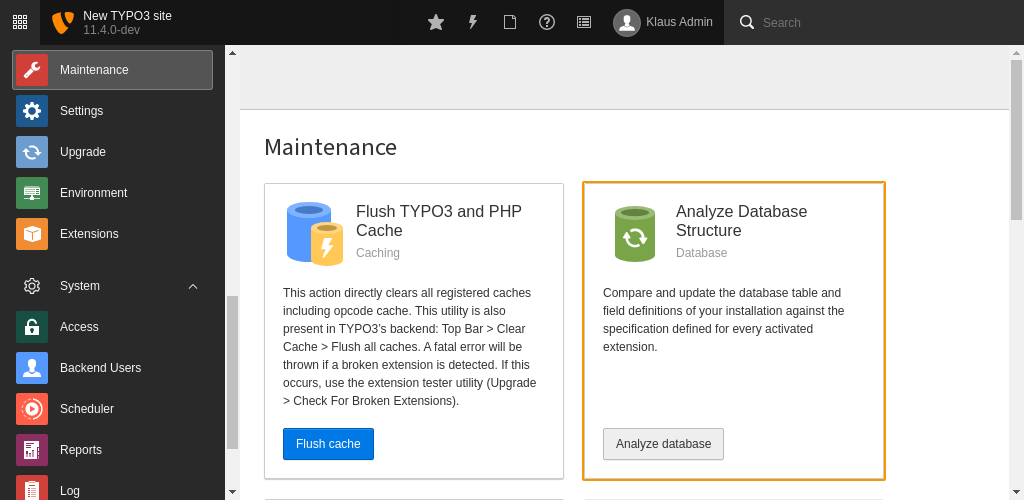 New TYPO3 site
11.4.0-dev
Klaus Admin
Search
Maintenance
Settings
Upgrade
Environment
Extensions
System
Access
Backend Users
Scheduler
Reports
Log
Maintenance
Flush TYPO3 and PHP
Cache
Caching
This action directly clears all registered caches
including opcode cache. This utility is also
present in TYPO3's backend: Top Bar > Clear
Cache > Flush all caches. A fatal error will be
thrown if a broken extension is detected. If this
occurs, use the extension tester utility (Upgrade
> Check For Broken Extensions).
Flush cache
Analyze Database
Structure
Database
Compare and update the database table and
field definitions of your installation against the
specification defined for every activated
extension.
Analyze database